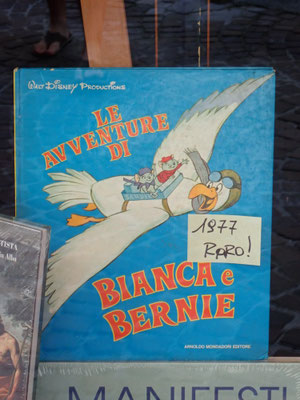 WALT DISNEY PRODUCTIONS
LE
AVVENTURE
DI
1977
RARO!
BIANCA e
BERNIE
ARNOLDO MONDADORI EDITORE
MANIFESTI